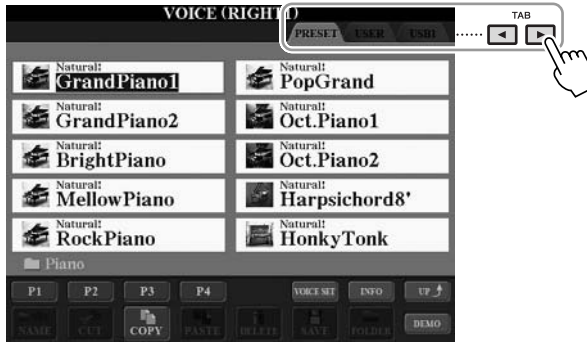 VOICE (RIGHT1)
TAB
PRESET USER USB1
Natural! GrandPiano1
Natural! PopGrand
Natural! GrandPiano2
Natural! Oct.Piano1
Natural! BrightPiano
Natural! Oct.Piano2
Natural! MellowPiano
Natural! Harpsichord8'
Natural! RockPiano
Natural! HonkyTonk
Piano
P1 P2 P3 P4 VOICE SET INFO UP
NAME CUT COPY PASTE DELETE SAVE FOLDER DEMO